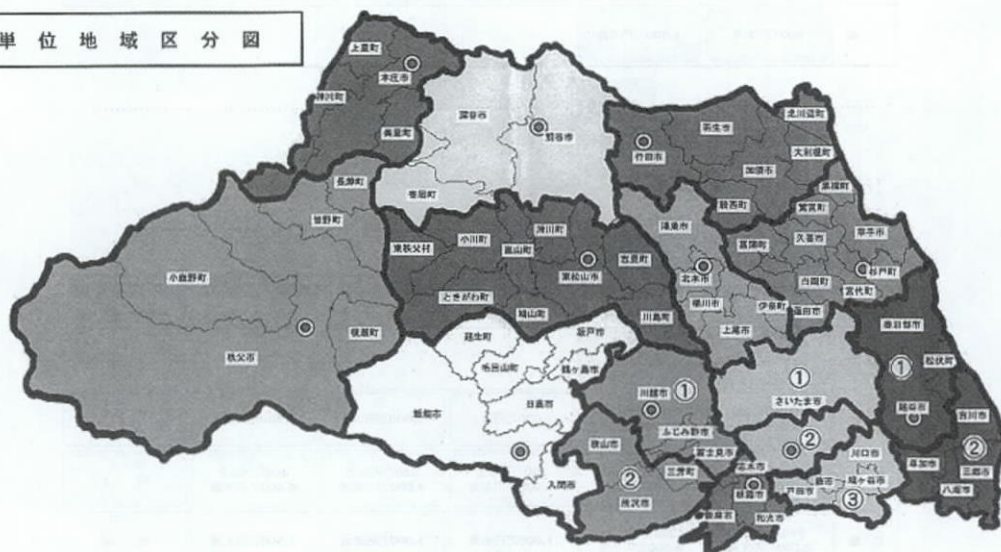 単位地域区分図
上里町
本庄市
神川町
美里町
深谷市
熊谷市
寄居町
長瀞町
皆野町
小鹿野町
秩父市
横瀬町
東秩父村
小川町
嵐山町
滑川町
東松山市
吉見町
ときがわ町
鳩山町
川島町
行田市
羽生市
加須市
騎西町
北川辺町
大利根町
栗橋町
鷲宮町
久喜市
幸手市
菖蒲町
白岡町
杉戸町
宮代町
蓮田市
鴻巣市
北本市
桶川市
伊奈町
上尾市
春日部市
松伏町
①
越谷市
吉川市
②
三郷市
草加市
八潮市
越生町
坂戸市
毛呂山町
鶴ヶ島市
日高市
飯能市
入間市
川越市
①
ふじみ野市
富士見市
狭山市
三芳町
②
所沢市
①
さいたま市
②
川口市
蕨市
鳩ヶ谷市
戸田市
③
志木市
朝霞市
新座市
和光市